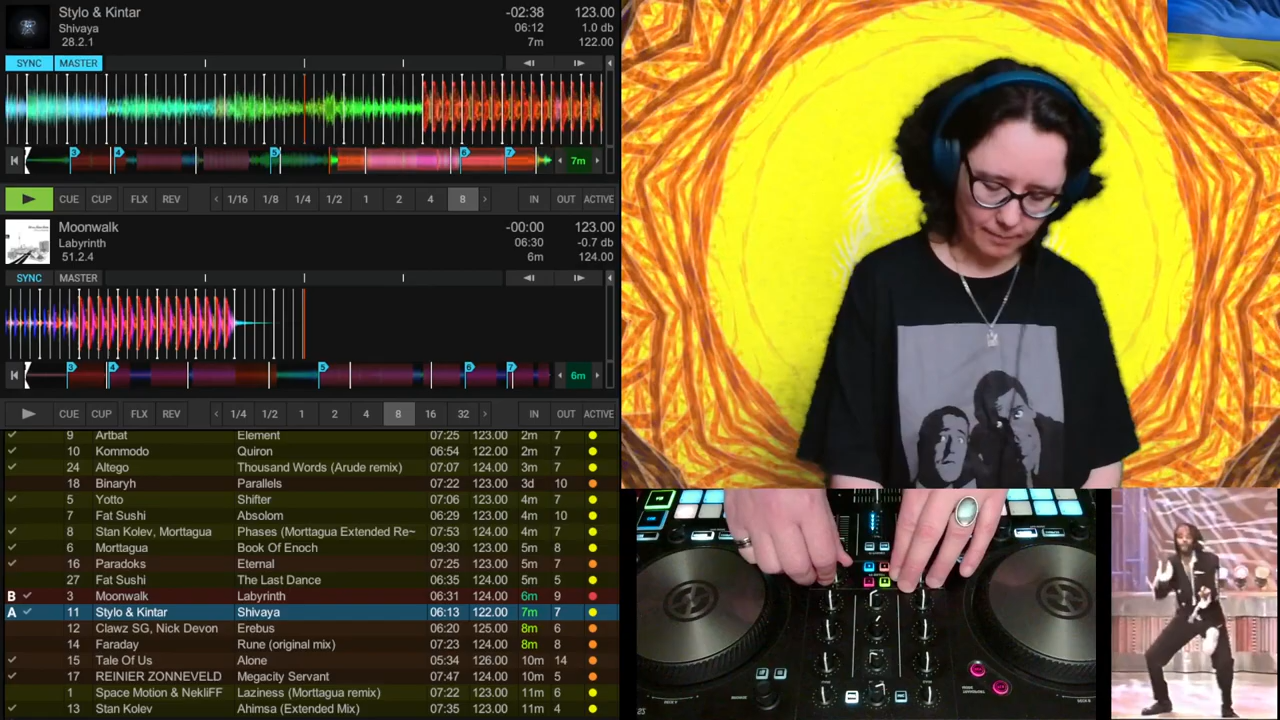 Stylo & Kintar -02:38 123.00
Shivaya 06:12 1.0 db
28.2.1 7m 122.00
SYNC MASTER
3 4 5 6 7 7m
CUE CUP FLX REV 1/16 1/8 1/4 1/2 1 2 4 8 IN OUT ACTIVE
Moonwalk -00:00 123.00
Labyrinth 06:30 -0.7 db
51.2.4 6m 124.00
SYNC MASTER
3 4 5 6 7 6m
CUE CUP FLX REV 1/4 1/2 1 2 4 8 16 32 IN OUT ACTIVE
9 Artbat Element 07:25 123.00 2m 7
10 Kommodo Quiron 06:54 122.00 2m 7
24 Altego Thousand Words (Arude remix) 07:07 124.00 3m 7
18 Binaryh Parallels 07:22 123.00 3d 10
5 Yotto Shifter 07:06 123.00 4m 7
7 Fat Sushi Absolom 06:29 123.00 4m 10
8 Stan Kolev, Morttagua Phases (Morttagua Extended Re~ 07:53 124.00 4m 7
6 Morttagua Book Of Enoch 09:30 123.00 5m 8
16 Paradoks Eternal 07:25 123.00 5m 7
27 Fat Sushi The Last Dance 06:35 124.00 5m 5
B 3 Moonwalk Labyrinth 06:31 124.00 6m 9
A 11 Stylo & Kintar Shivaya 06:13 122.00 7m 7
12 Clawz SG, Nick Devon Erebus 06:20 125.00 8m 6
14 Faraday Rune (original mix) 07:23 124.00 8m 8
15 Tale Of Us Alone 05:34 126.00 10m 14
17 REINIER ZONNEVELD Megacity Servant 07:47 124.00 10m 5
1 Space Motion & NekliFF Laziness (Morttagua remix) 07:22 123.00 11m 6
13 Stan Kolev Ahimsa (Extended Mix) 07:35 123.00 11m 4